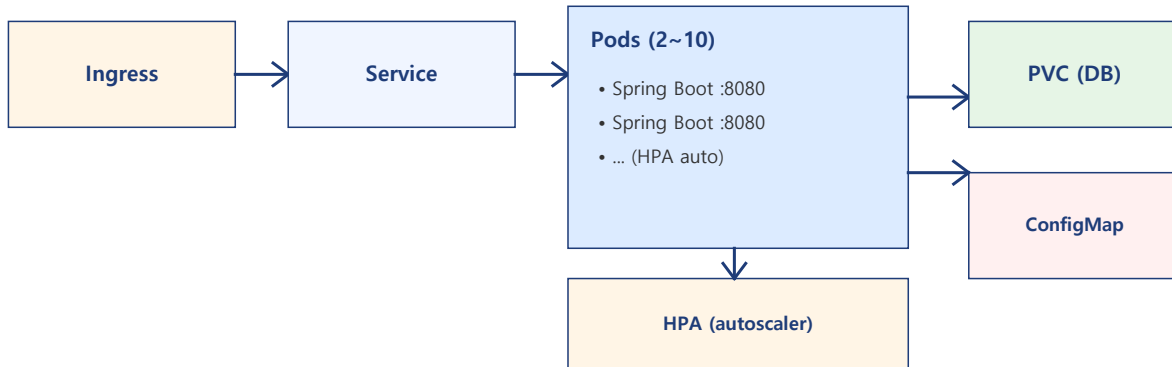 Ingress
Service
Pods (2~10)
• Spring Boot :8080
• Spring Boot :8080
• ... (HPA auto)
PVC (DB)
ConfigMap
HPA (autoscaler)